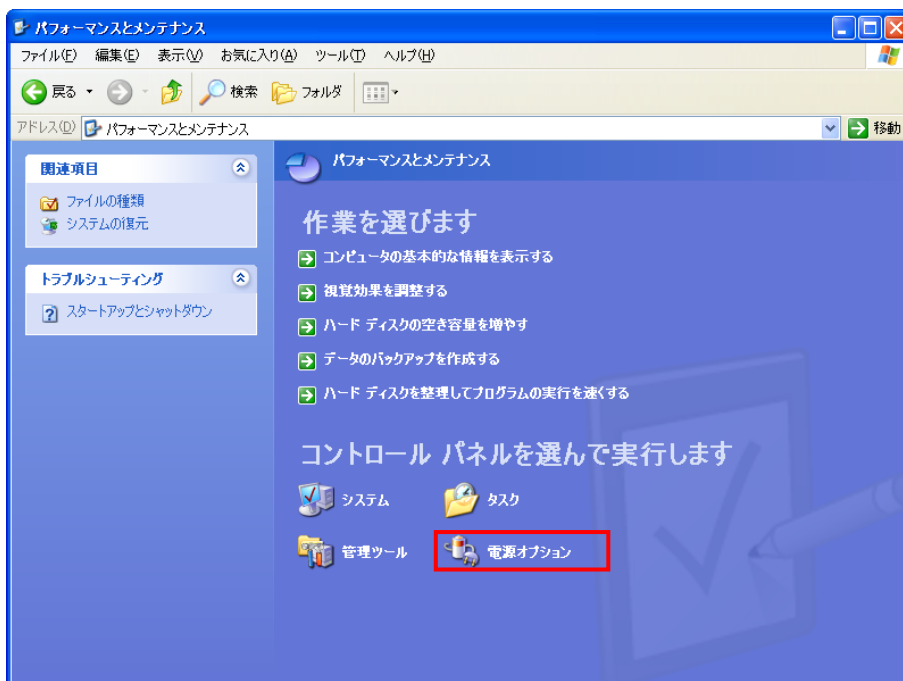 パフォーマンスとメンテナンス
ファイル(F) 編集(E) 表示(V) お気に入り(A) ツール(T) ヘルプ(H)
戻る 検索 フォルダ
アドレス(D) パフォーマンスとメンテナンス 移動
関連項目
ファイルの種類
システムの復元
トラブルシューティング
スタートアップとシャットダウン
パフォーマンスとメンテナンス
作業を選びます
コンピュータの基本的な情報を表示する
視覚効果を調整する
ハード ディスクの空き容量を増やす
データのバックアップを作成する
ハード ディスクを整理してプログラムの実行を速くする
コントロール パネルを選んで実行します
システム タスク
管理ツール 電源オプション